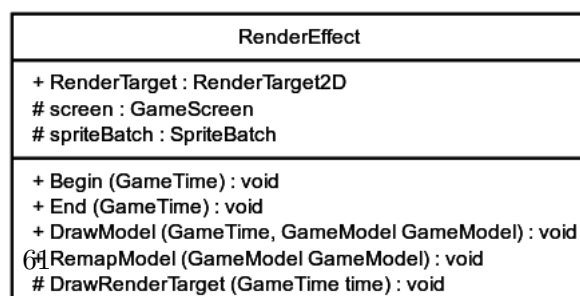 RenderEffect
+ RenderTarget : RenderTarget2D
# screen : GameScreen
# spriteBatch : SpriteBatch
+ Begin (GameTime) : void
+ End (GameTime) : void
+ DrawModel (GameTime, GameModel GameModel) : void
+ RemapModel (GameModel GameModel) : void
61
# DrawRenderTarget (GameTime time) : void